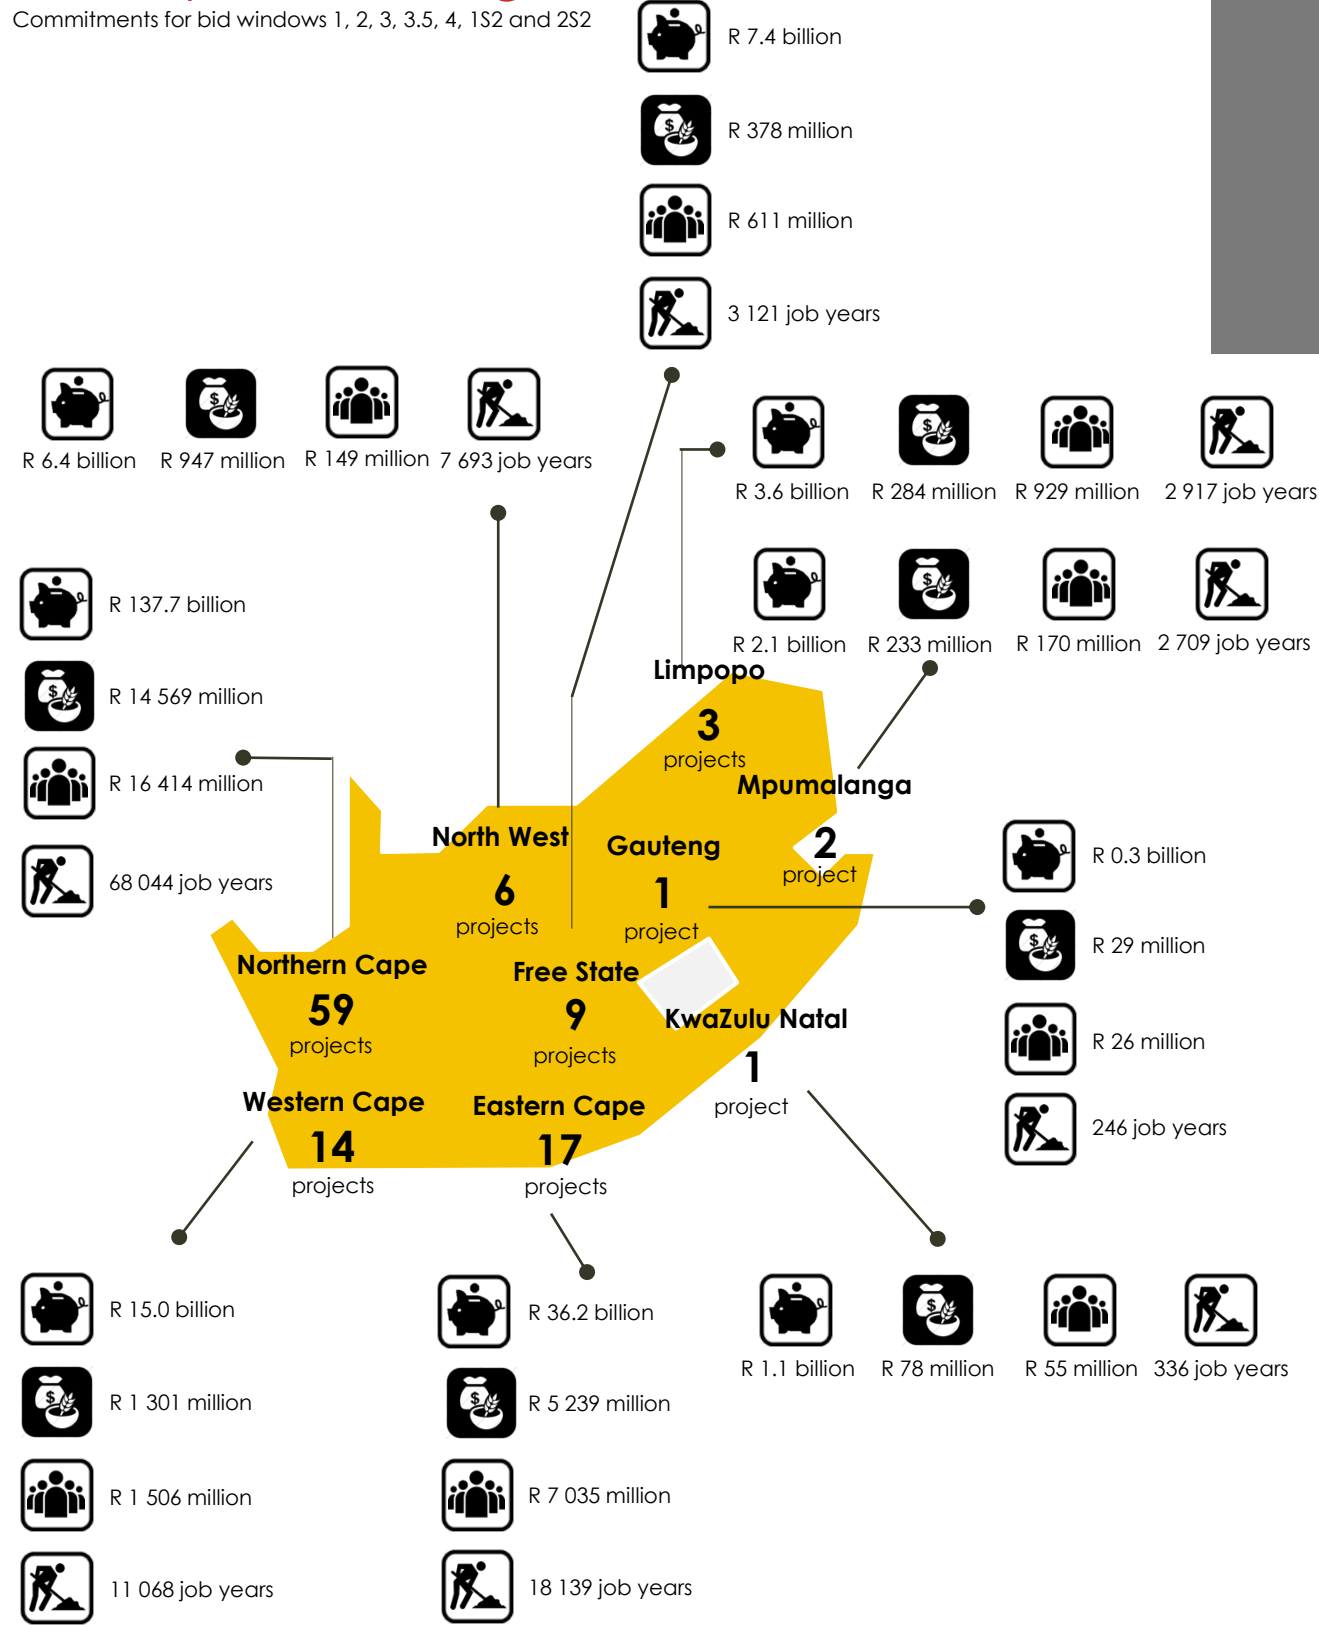 Commitments for bid windows 1, 2, 3, 3.5, 4, 1S2 and 2S2
R 7.4 billion
R 378 million
R 611 million
3 121 job years
R 6.4 billion R 947 million R 149 million 7 693 job years
R 3.6 billion R 284 million R 929 million 2 917 job years
R 2.1 billion R 233 million R 170 million 2 709 job years
R 137.7 billion
R 14 569 million
R 16 414 million
68 044 job years
Limpopo
3
projects
Mpumalanga
2
project
North West
6
projects
Gauteng
1
project
R 0.3 billion
R 29 million
R 26 million
246 job years
Northern Cape
59
projects
Free State
9
projects
KwaZulu Natal
1
project
Western Cape
14
projects
Eastern Cape
17
projects
R 15.0 billion
R 1 301 million
R 1 506 million
11 068 job years
R 36.2 billion
R 5 239 million
R 7 035 million
18 139 job years
R 1.1 billion R 78 million R 55 million 336 job years